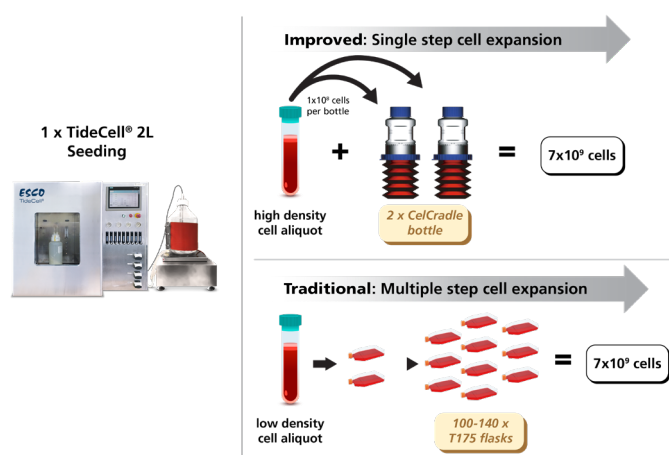 1 x TideCell® 2L
Seeding
ESCO
TideCell®
Improved: Single step cell expansion
1x10⁸ cells
per bottle
+
=
7x10⁹ cells
high density
cell aliquot
2 x CelCradle
bottle
Traditional: Multiple step cell expansion
=
7x10⁹ cells
low density
cell aliquot
100-140 x
T175 flasks